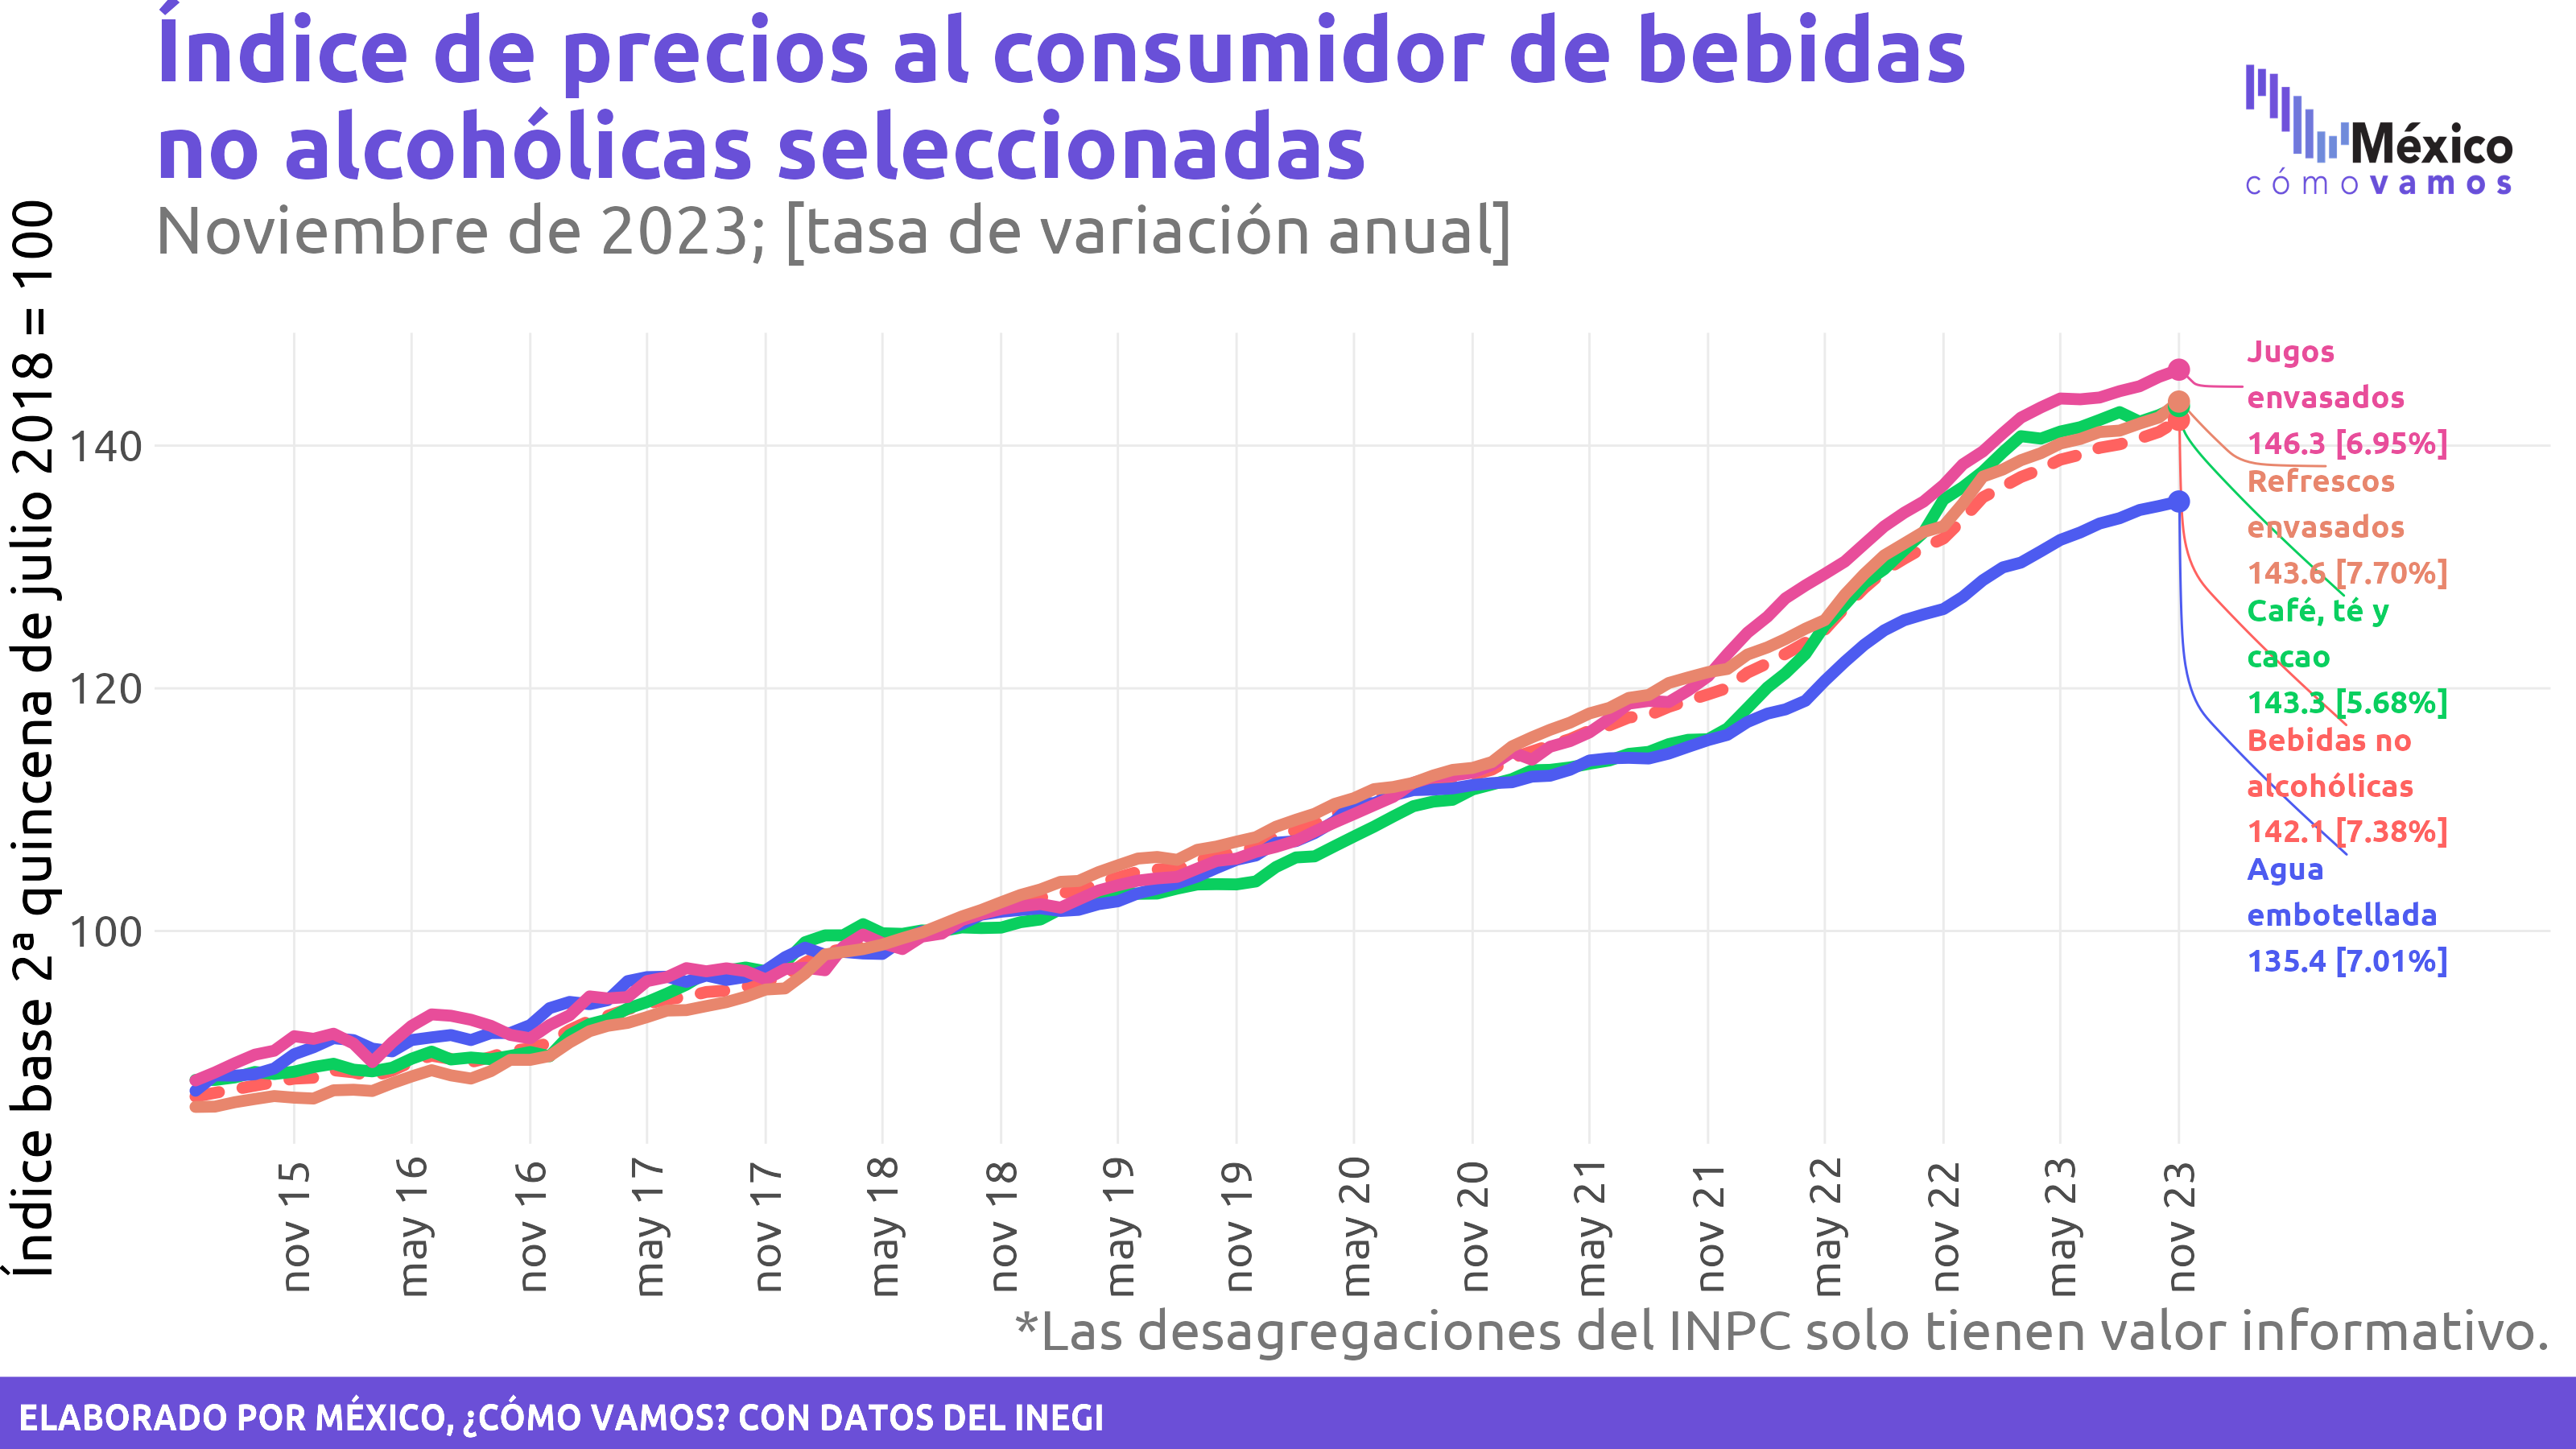 Índice de precios al consumidor de bebidas
no alcohólicas seleccionadas
Noviembre de 2023; [tasa de variación anual]
México
cómo vamos
Índice base 2ª quincena de julio 2018 = 100
140
120
100
Jugos
envasados
146.3 [6.95%]
Refrescos
envasados
143.6 [7.70%]
Café, té y
cacao
143.3 [5.68%]
Bebidas no
alcohólicas
142.1 [7.38%]
Agua
embotellada
135.4 [7.01%]
nov 15
may 16
nov 16
may 17
nov 17
may 18
nov 18
may 19
nov 19
may 20
nov 20
may 21
nov 21
may 22
nov 22
may 23
nov 23
*Las desagregaciones del INPC solo tienen valor informativo.
ELABORADO POR MÉXICO, ¿CÓMO VAMOS? CON DATOS DEL INEGI